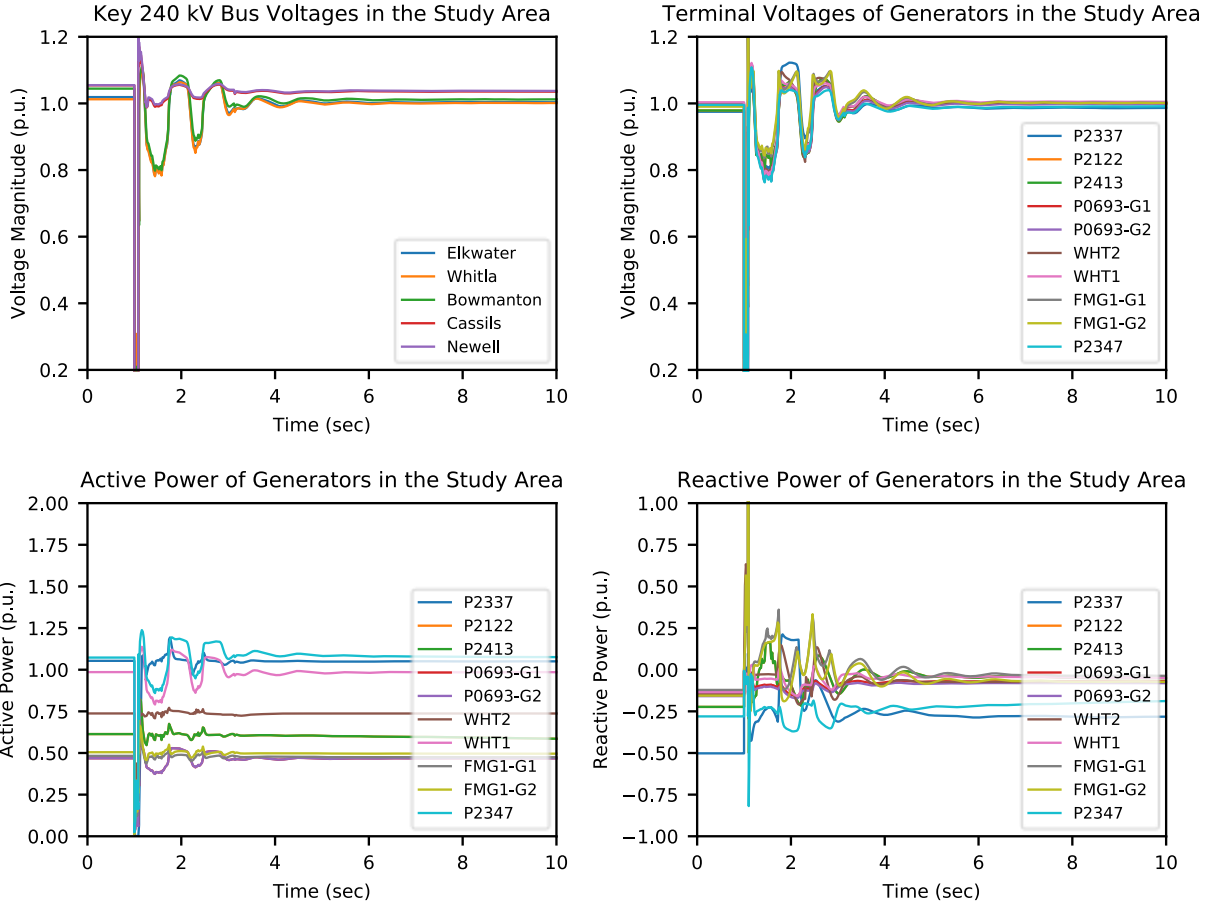 Key 240 kV Bus Voltages in the Study Area
Voltage Magnitude (p.u.)
1.2
1.0
0.8
0.6
0.4
0.2
Elkwater
Whitla
Bowmanton
Cassils
Newell
0 2 4 6 8 10
Time (sec)
Terminal Voltages of Generators in the Study Area
Voltage Magnitude (p.u.)
1.2
1.0
0.8
0.6
0.4
0.2
P2337
P2122
P2413
P0693-G1
P0693-G2
WHT2
WHT1
FMG1-G1
FMG1-G2
P2347
0 2 4 6 8 10
Time (sec)
Active Power of Generators in the Study Area
Active Power (p.u.)
2.00
1.75
1.50
1.25
1.00
0.75
0.50
0.25
0.00
P2337
P2122
P2413
P0693-G1
P0693-G2
WHT2
WHT1
FMG1-G1
FMG1-G2
P2347
0 2 4 6 8 10
Time (sec)
Reactive Power of Generators in the Study Area
Reactive Power (p.u.)
1.00
0.75
0.50
0.25
0.00
−0.25
−0.50
−0.75
−1.00
P2337
P2122
P2413
P0693-G1
P0693-G2
WHT2
WHT1
FMG1-G1
FMG1-G2
P2347
0 2 4 6 8 10
Time (sec)